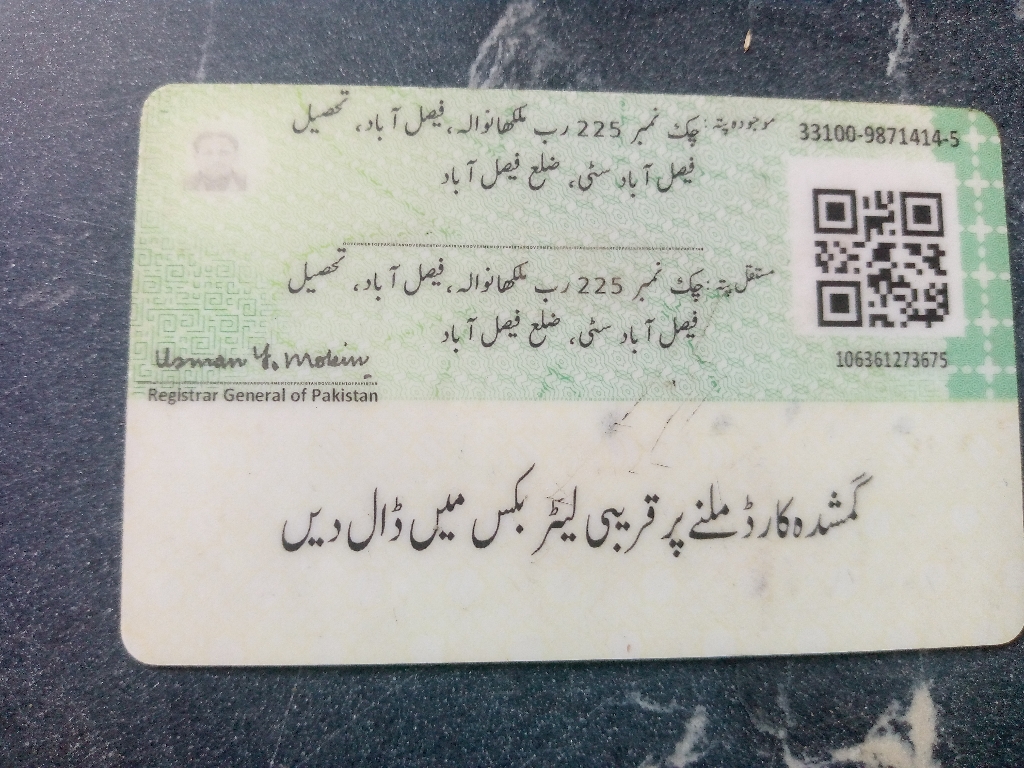 موجودہ پتہ: چک نمبر 225 رب ملکھانوالہ، فیصل آباد، تحصیل
فیصل آباد سٹی، ضلع فیصل آباد
33100-9871414-5
مستقل پتہ: چک نمبر 225 رب ملکھانوالہ، فیصل آباد، تحصیل
فیصل آباد سٹی، ضلع فیصل آباد
106361273675
Usman Y. Mobin
Registrar General of Pakistan
گمشدہ کارڈ ملنے پر قریبی لیٹر بکس میں ڈال دیں